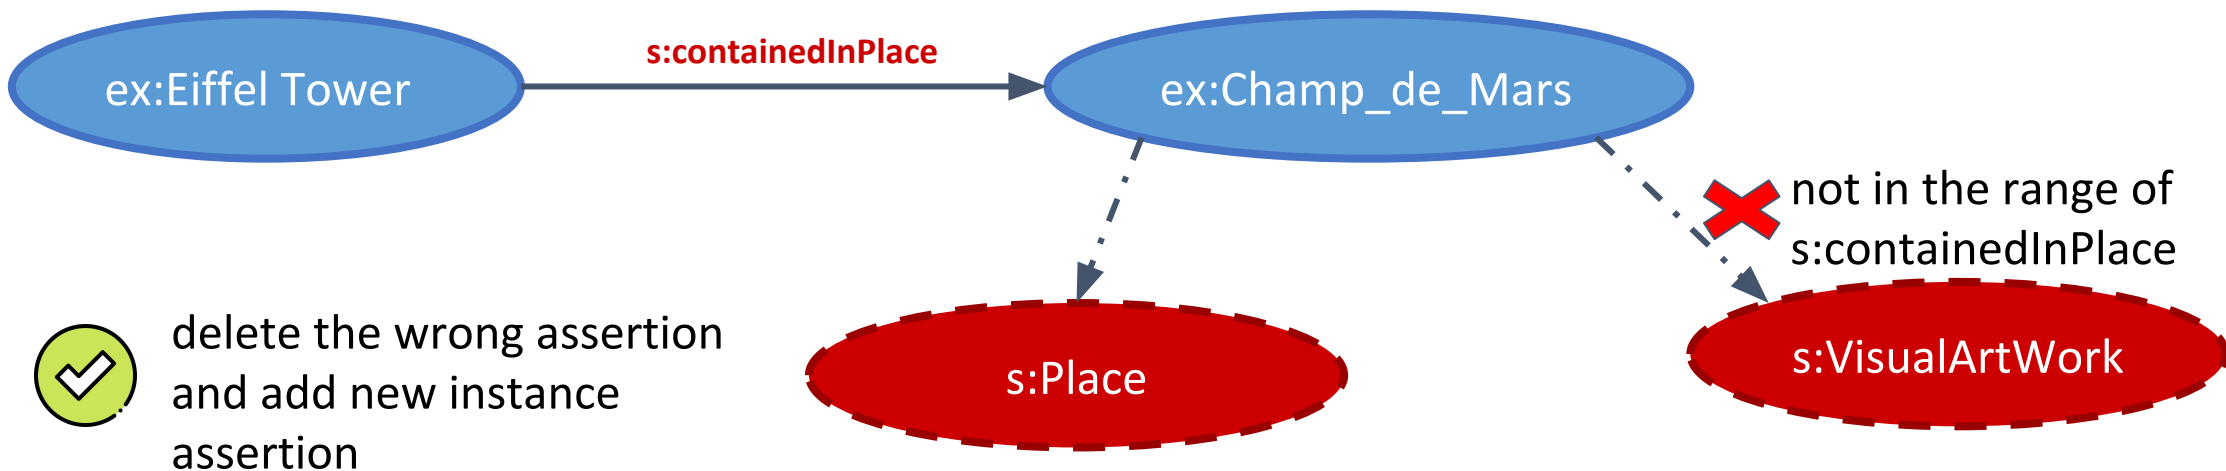 s:containedInPlace
ex:Eiffel Tower
ex:Champ_de_Mars
not in the range of
s:containedInPlace
delete the wrong assertion
and add new instance
assertion
s:Place
s:VisualArtWork